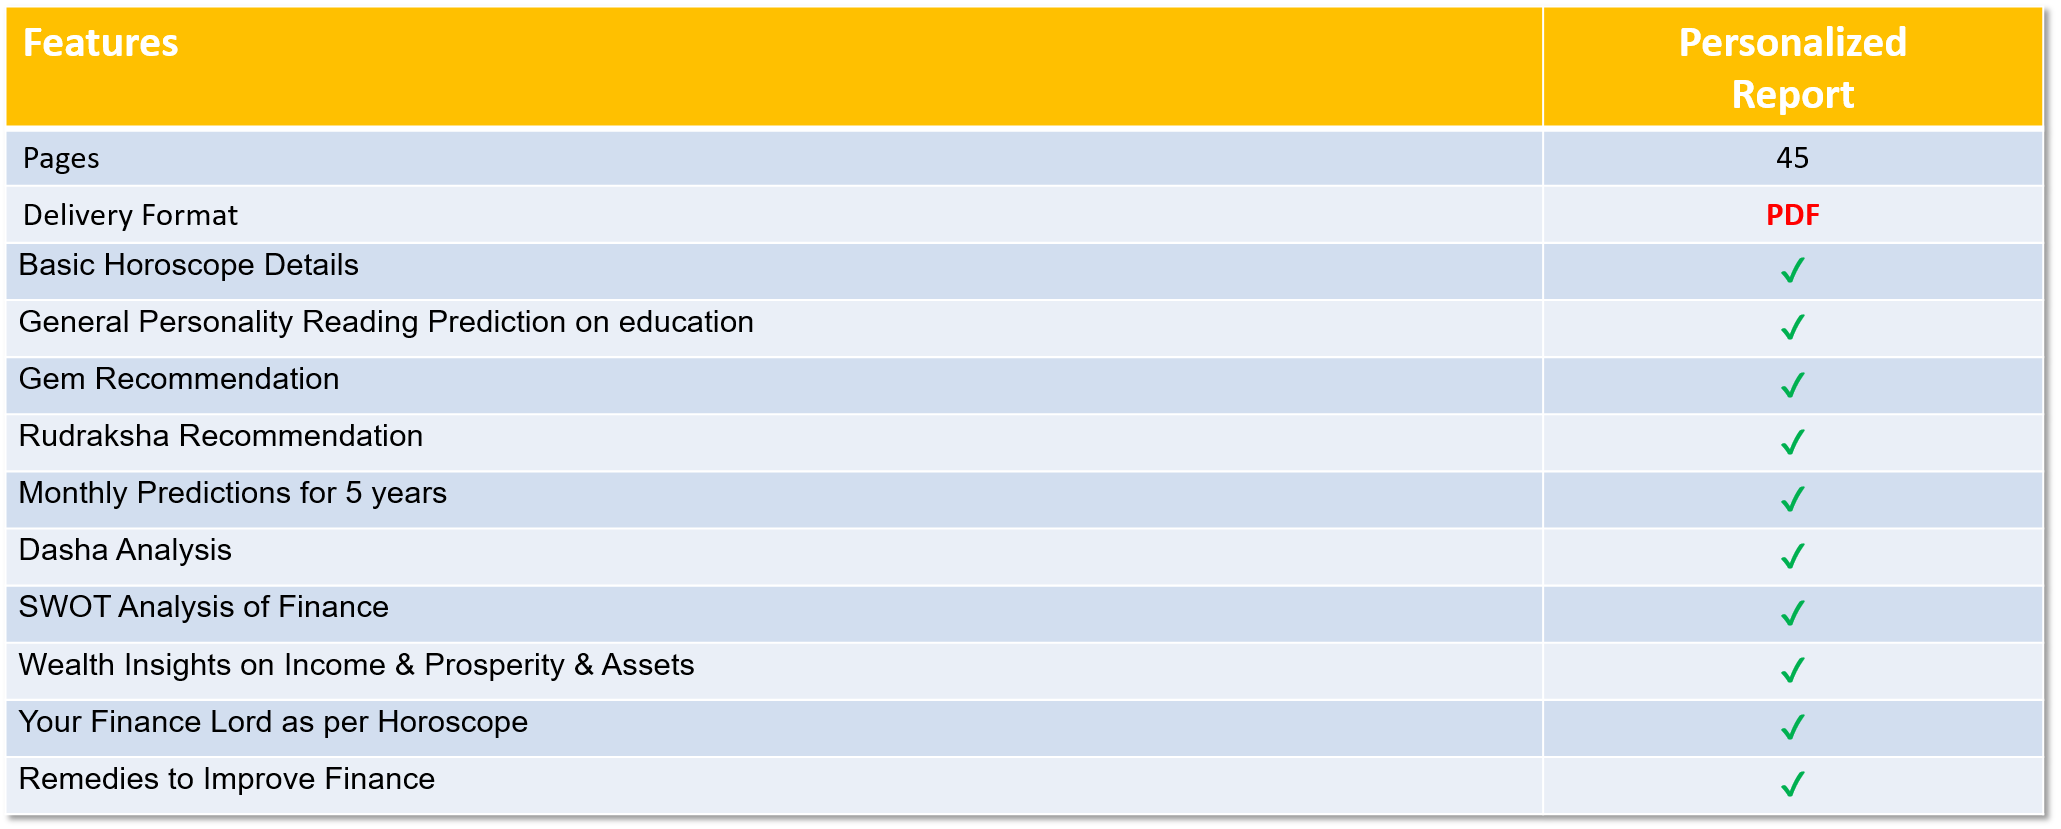 Features
Personalized
Report
Pages 45
Delivery Format PDF
Basic Horoscope Details ✓
General Personality Reading Prediction on education ✓
Gem Recommendation ✓
Rudraksha Recommendation ✓
Monthly Predictions for 5 years ✓
Dasha Analysis ✓
SWOT Analysis of Finance ✓
Wealth Insights on Income & Prosperity & Assets ✓
Your Finance Lord as per Horoscope ✓
Remedies to Improve Finance ✓